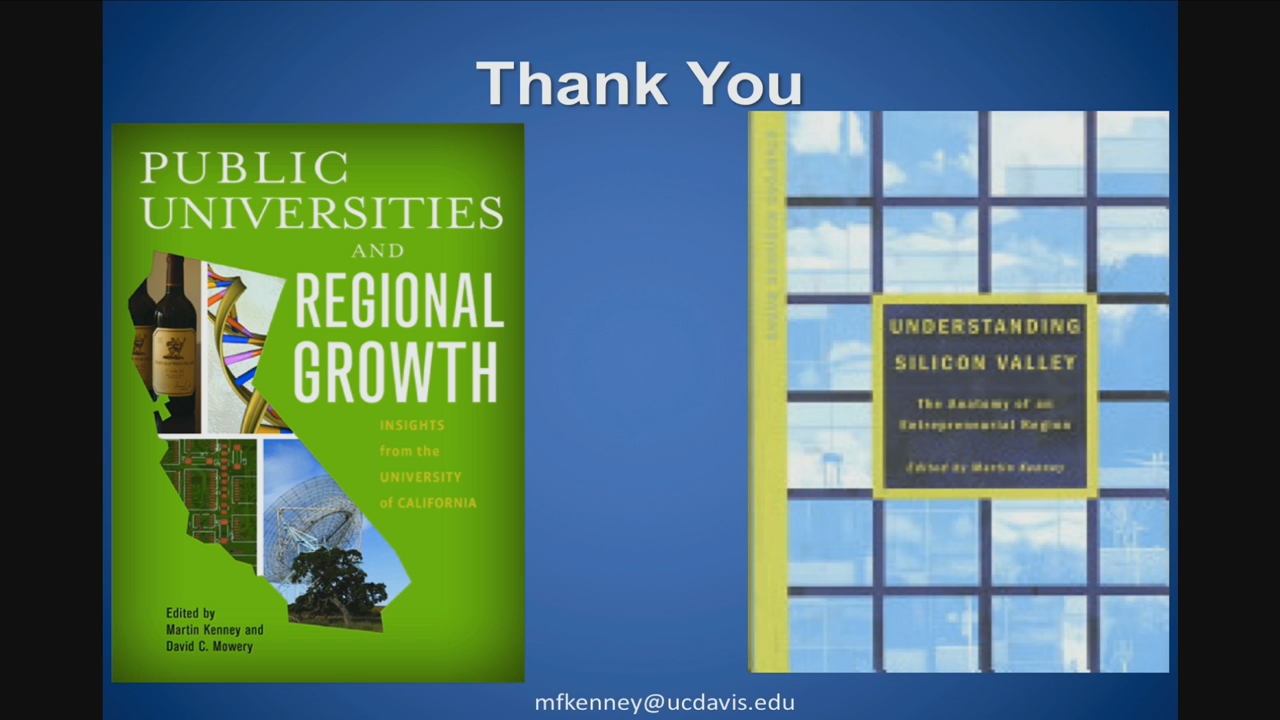 Thank You
PUBLIC
UNIVERSITIES
AND
REGIONAL
GROWTH
INSIGHTS
from the
UNIVERSITY
of CALIFORNIA
Edited by
Martin Kenney and
David C. Mowery
UNDERSTANDING
SILICON VALLEY
The Anatomy of an
Entrepreneurial Region
Edited by Martin Kenney
mfkenney@ucdavis.edu